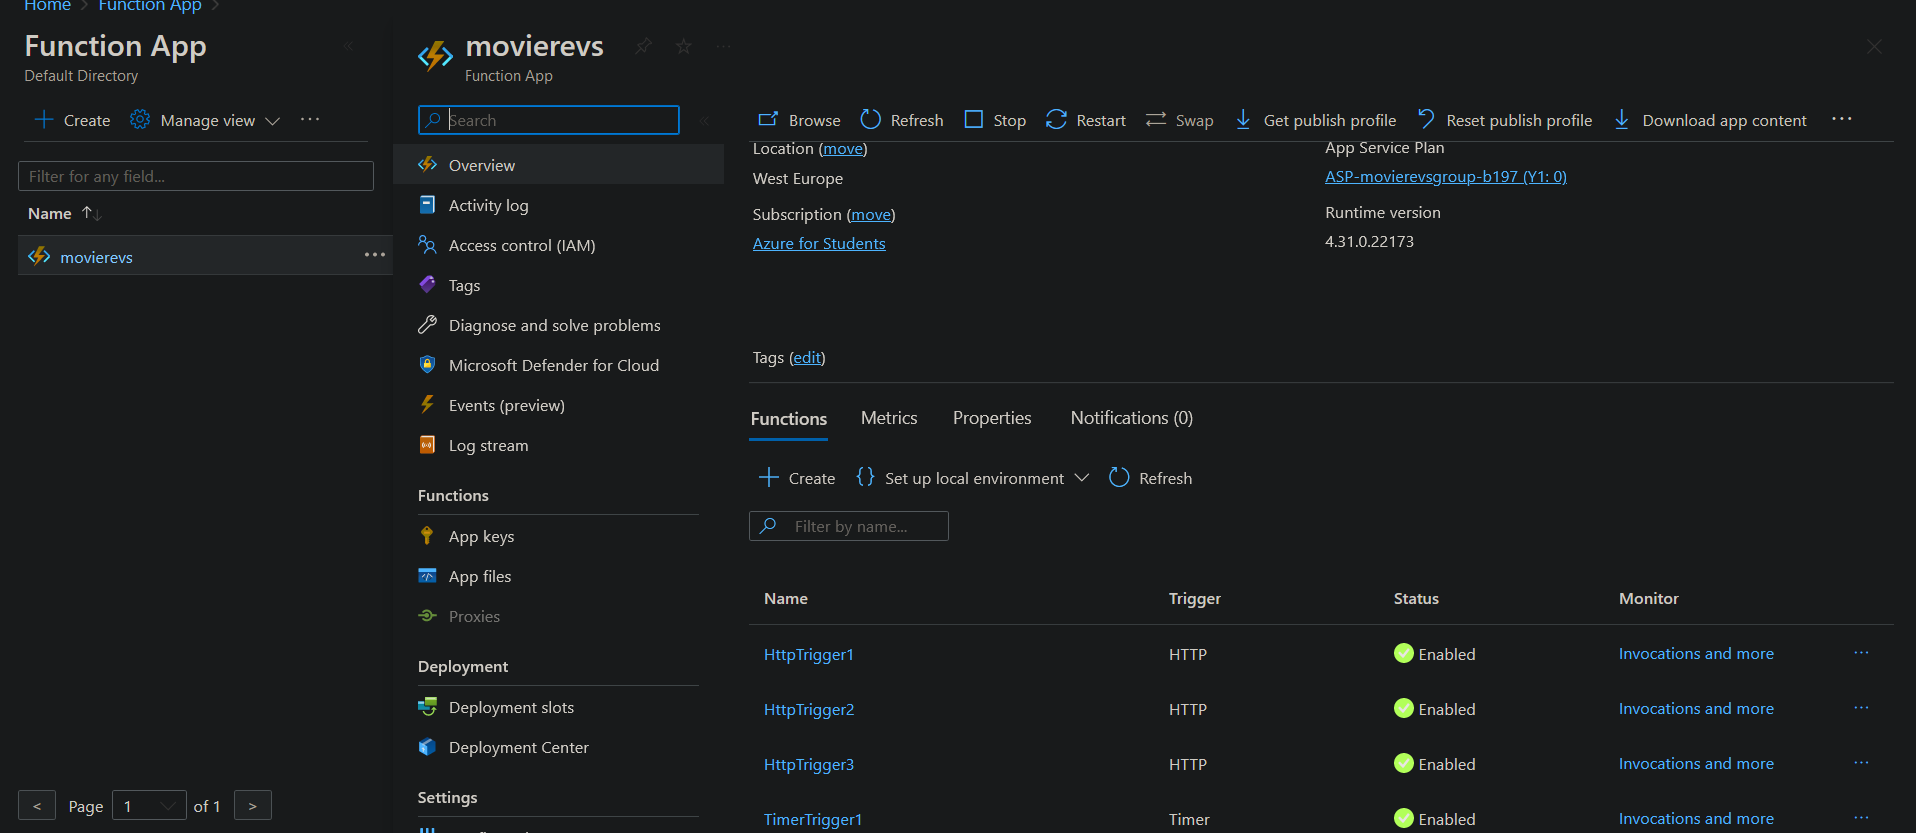 Home > Function App >
Function App
Default Directory
Create
Manage view
Filter for any field...
Name
movierevs
< Page 1 of 1 >
movierevs
Function App
Search
Overview
Activity log
Access control (IAM)
Tags
Diagnose and solve problems
Microsoft Defender for Cloud
Events (preview)
Log stream
Functions
App keys
App files
Proxies
Deployment
Deployment slots
Deployment Center
Settings
Browse Refresh Stop Restart Swap Get publish profile Reset publish profile Download app content
Location (move)
West Europe
Subscription (move)
Azure for Students
App Service Plan
ASP-movierevsgroup-b197 (Y1: 0)
Runtime version
4.31.0.22173
Tags (edit)
Functions Metrics Properties Notifications (0)
Create Set up local environment Refresh
Filter by name...
Name Trigger Status Monitor
HttpTrigger1 HTTP Enabled Invocations and more
HttpTrigger2 HTTP Enabled Invocations and more
HttpTrigger3 HTTP Enabled Invocations and more
TimerTrigger1 Timer Enabled Invocations and more